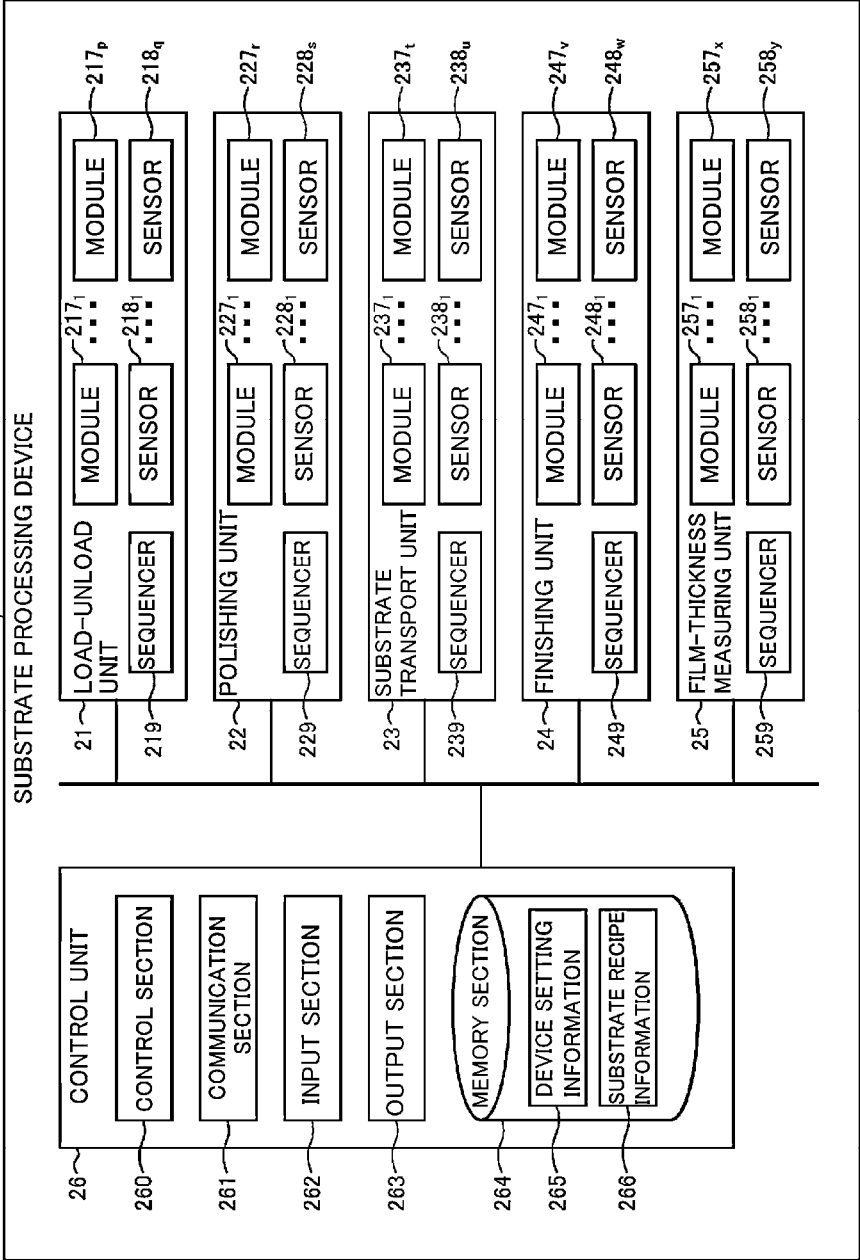 SUBSTRATE PROCESSING DEVICE
26
CONTROL UNIT
260
CONTROL SECTION
261
COMMUNICATION
SECTION
262
INPUT SECTION
263
OUTPUT SECTION
264
MEMORY SECTION
265
DEVICE SETTING
INFORMATION
266
SUBSTRATE RECIPE
INFORMATION
21
LOAD-UNLOAD
UNIT
219
SEQUENCER
217₁
MODULE
...
MODULE
217ₚ
218₁
SENSOR
...
SENSOR
218q
22
POLISHING UNIT
229
SEQUENCER
227₁
MODULE
...
MODULE
227ᵣ
228₁
SENSOR
...
SENSOR
228ₛ
23
SUBSTRATE
TRANSPORT UNIT
239
SEQUENCER
237₁
MODULE
...
MODULE
237ₜ
238₁
SENSOR
...
SENSOR
238ᵤ
24
FINISHING UNIT
249
SEQUENCER
247₁
MODULE
...
MODULE
247ᵥ
248₁
SENSOR
...
SENSOR
248w
25
FILM-THICKNESS
MEASURING UNIT
259
SEQUENCER
257₁
MODULE
...
MODULE
257ₓ
258₁
SENSOR
...
SENSOR
258y